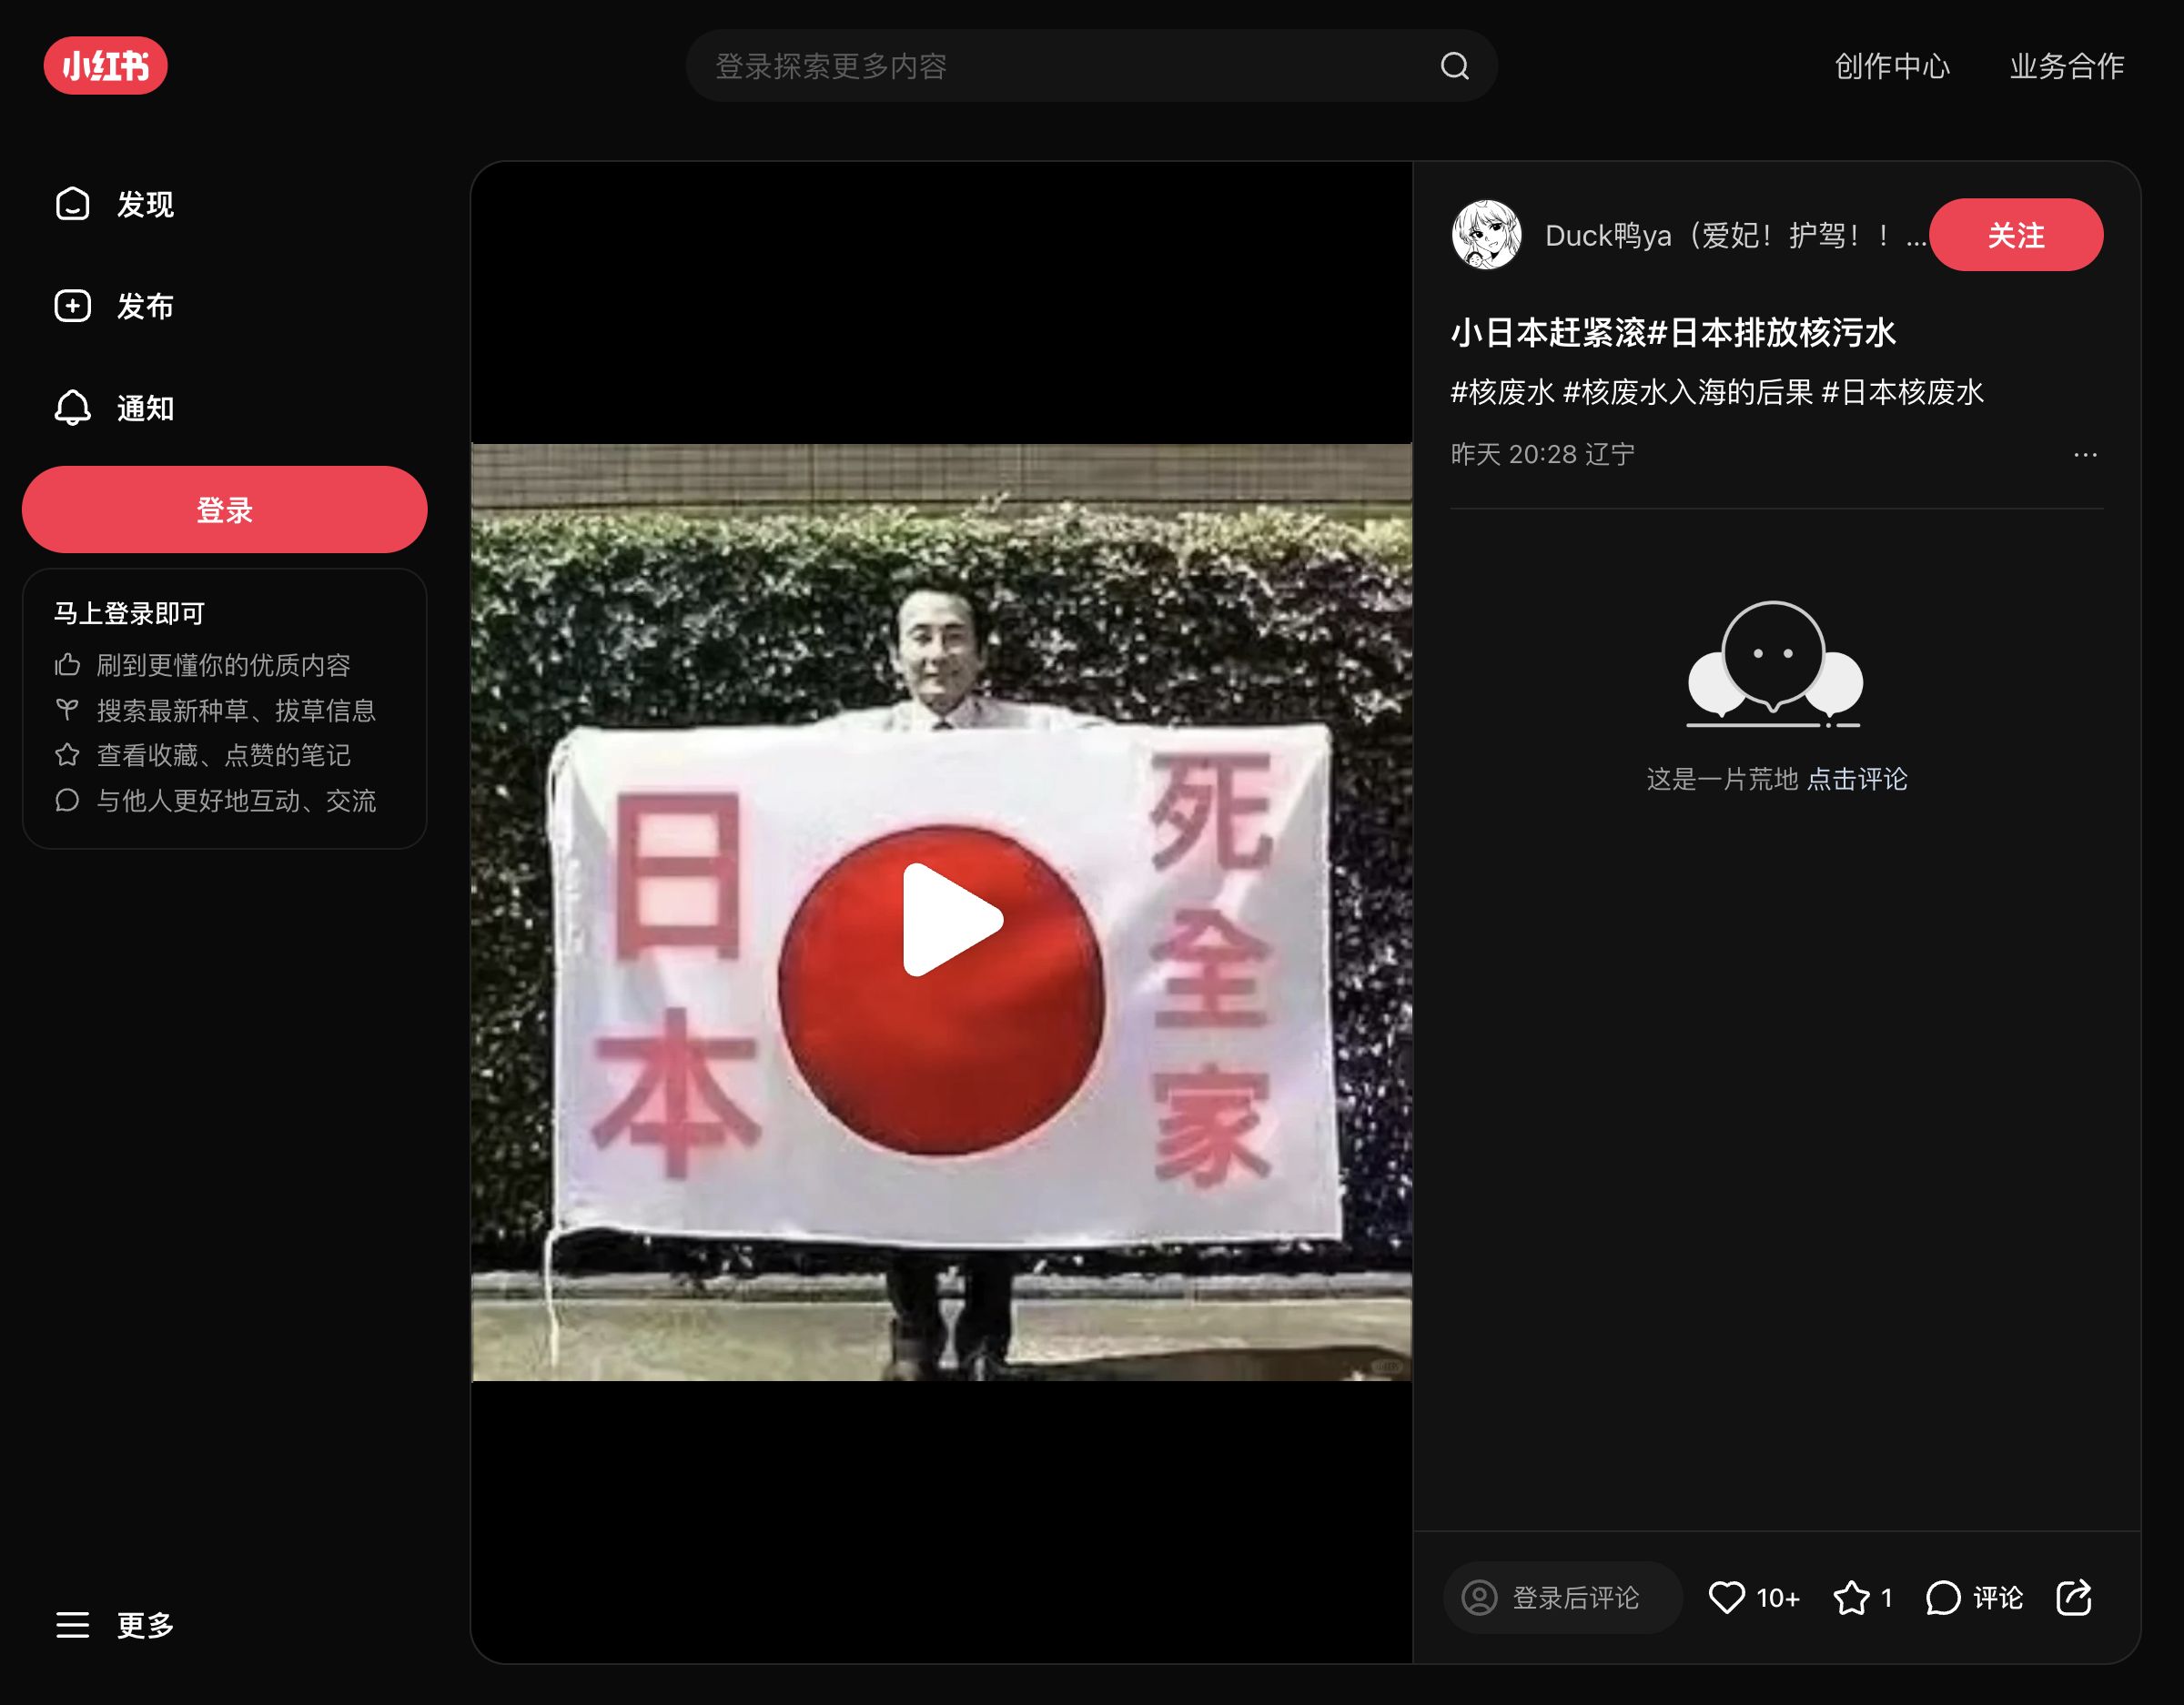 小红书
登录探索更多内容
创作中心
业务合作
发现
发布
通知
登录
马上登录即可
刷到更懂你的优质内容
搜索最新种草、拔草信息
查看收藏、点赞的笔记
与他人更好地互动、交流
更多
日本
死全家
小红书
Duck鸭ya（爱妃！护驾！！...
关注
小日本赶紧滚#日本排放核污水
#核废水 #核废水入海的后果 #日本核废水
昨天 20:28 辽宁
这是一片荒地 点击评论
登录后评论
10+
1
评论